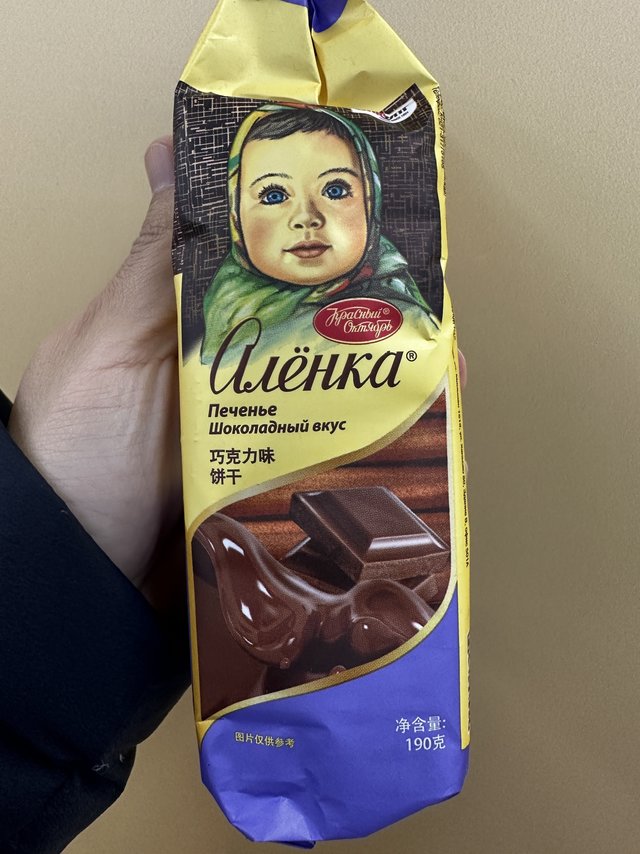 Красный®
Октябрь
Алёнка®
Печенье
Шоколадный вкус
巧克力味
饼干
净含量:
190克
图片仅供参考